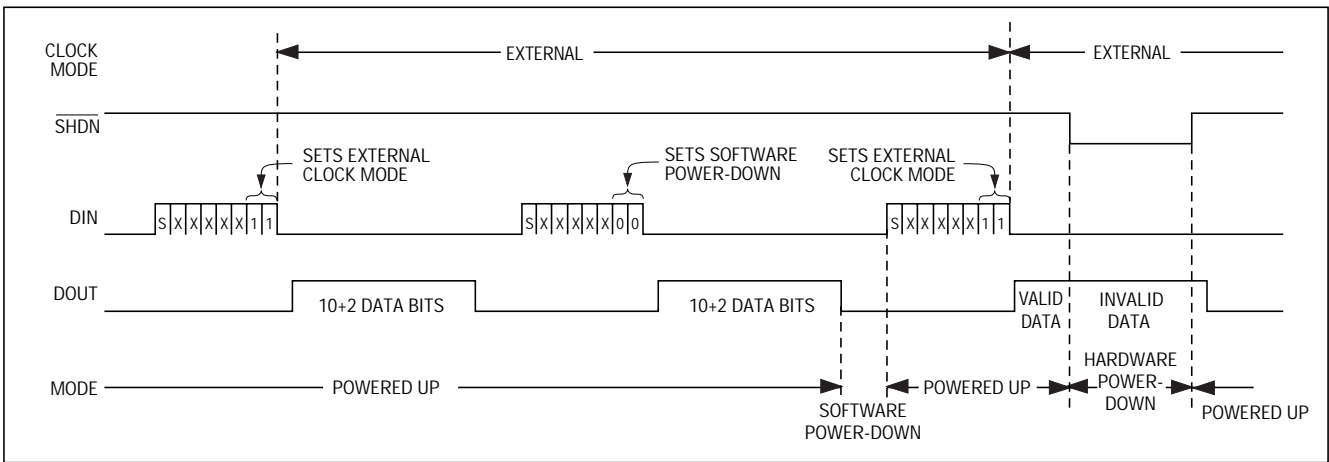 CLOCK
MODE
EXTERNAL
EXTERNAL
SHDN
SETS EXTERNAL
CLOCK MODE
SETS SOFTWARE
POWER-DOWN
SETS EXTERNAL
CLOCK MODE
DIN
S X X X X X 1 1
S X X X X X 0 0
S X X X X X 1 1
DOUT
10+2 DATA BITS
10+2 DATA BITS
VALID
DATA
INVALID
DATA
MODE
POWERED UP
SOFTWARE
POWER-DOWN
POWERED UP
HARDWARE
POWER-
DOWN
POWERED UP